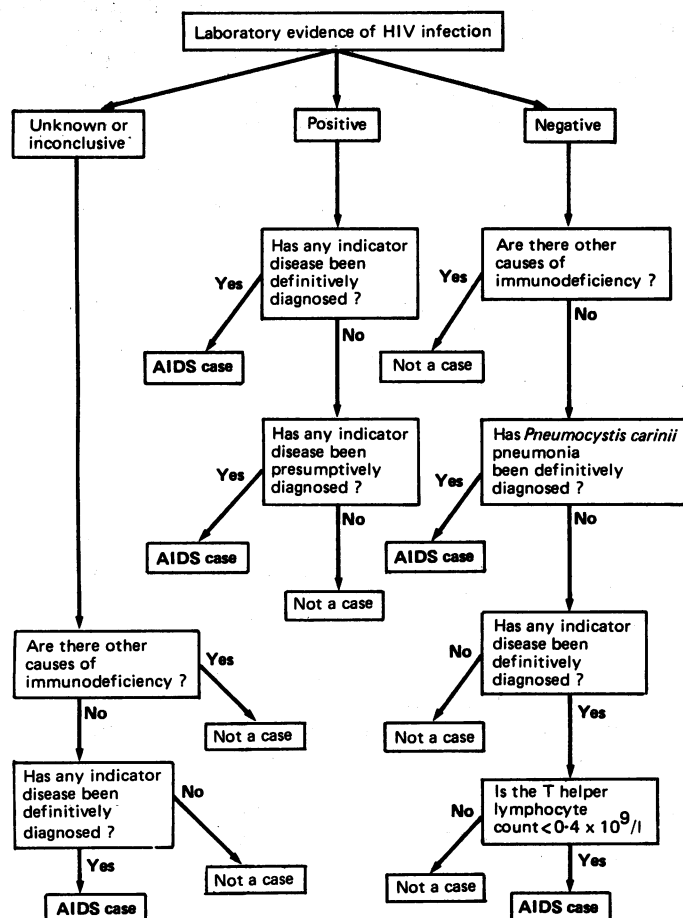 Laboratory evidence of HIV infection
Unknown or
inconclusive
Positive
Negative
Has any indicator
disease been
definitively
diagnosed ?
Yes
No
AIDS case
Are there other
causes of
immunodeficiency ?
Yes
No
Not a case
Has any indicator
disease been
presumptively
diagnosed ?
Yes
No
AIDS case
Not a case
Has Pneumocystis carinii
pneumonia
been definitively
diagnosed ?
Yes
No
AIDS case
Are there other
causes of
immunodeficiency ?
Yes
No
Not a case
Has any indicator
disease been
definitively
diagnosed ?
No
Yes
Not a case
Has any indicator
disease been
definitively
diagnosed ?
No
Yes
Not a case
AIDS case
Is the T helper
lymphocyte
count<0·4 x 10⁹/l
No
Yes
Not a case
AIDS case